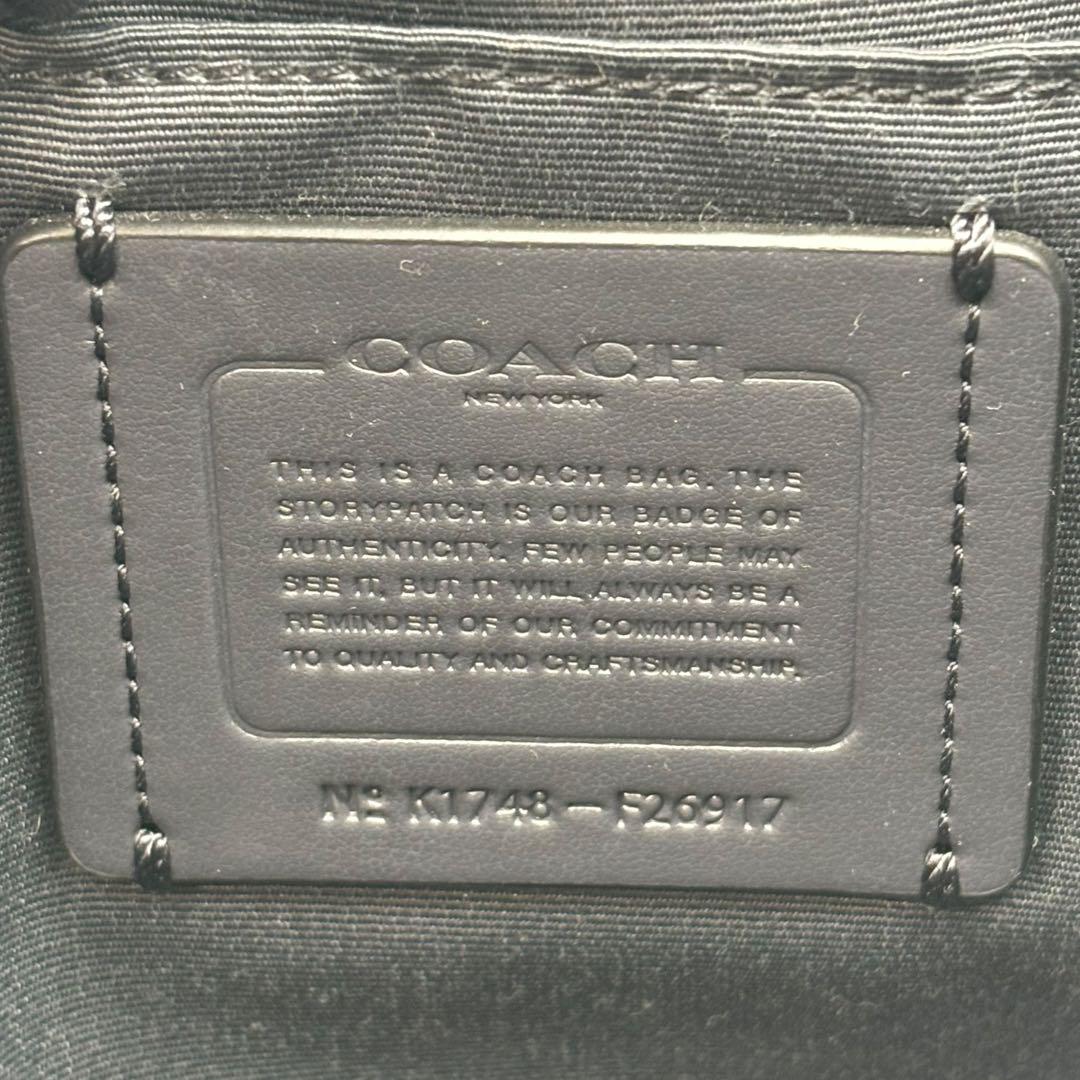 COACH
NEW YORK
THIS IS A COACH BAG. THE
STORYPATCH IS OUR BADGE OF
AUTHENTICITY. FEW PEOPLE MAY
SEE IT, BUT IT WILL ALWAYS BE A
REMINDER OF OUR COMMITMENT
TO QUALITY AND CRAFTSMANSHIP.
№ K1748-F26917